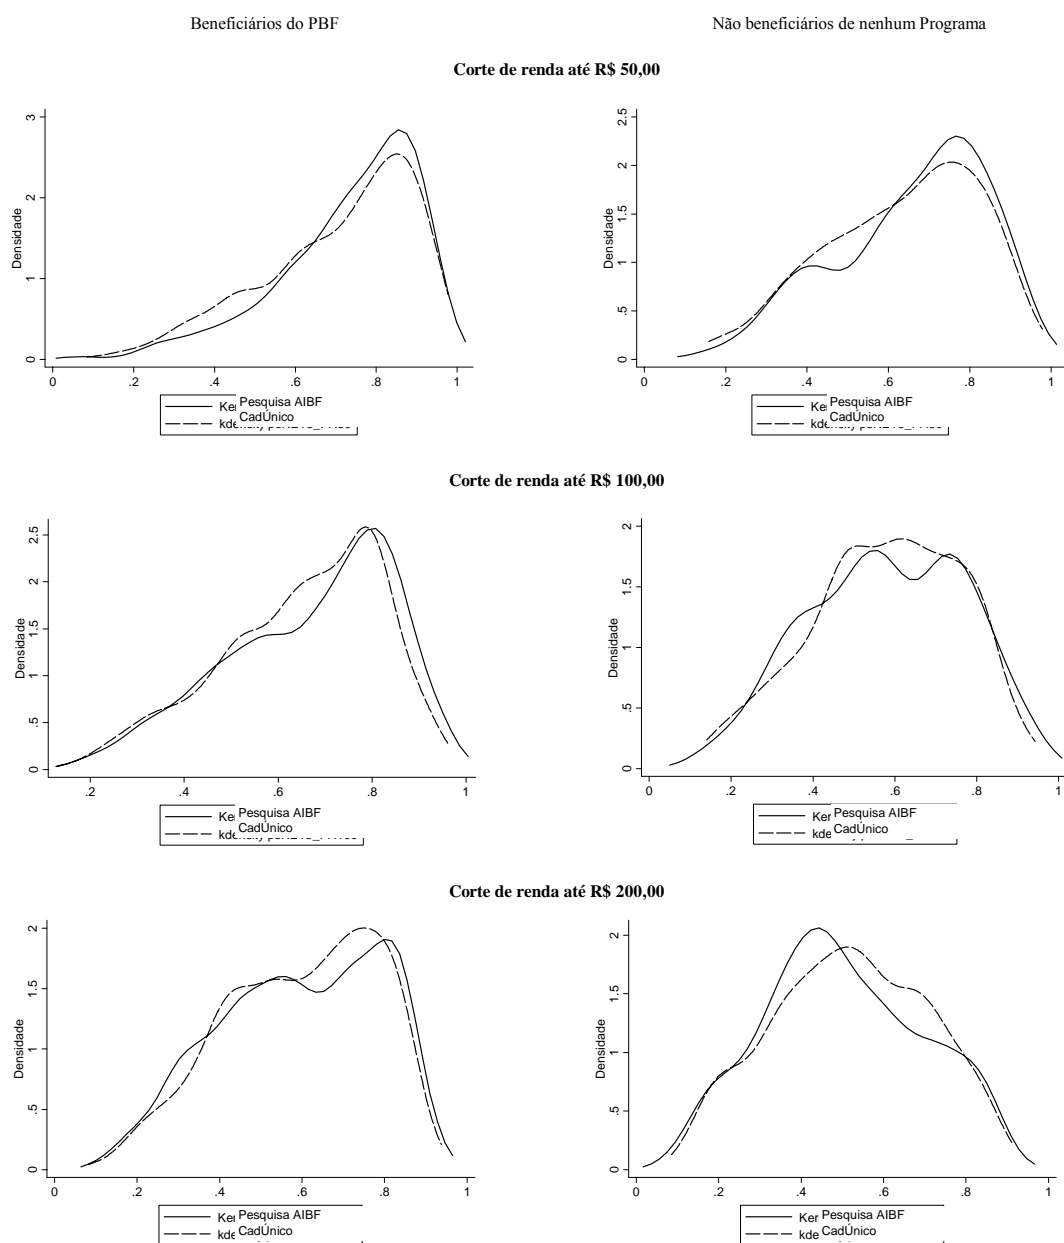 Beneficiários do PBF
Não beneficiários de nenhum Programa
Corte de renda até R$ 50,00
Densidade
0 1 2 3
0 .2 .4 .6 .8 1
Pesquisa AIBF
CadÚnico
Densidade
0 .5 1 1.5 2 2.5
0 .2 .4 .6 .8 1
Pesquisa AIBF
CadÚnico
Corte de renda até R$ 100,00
Densidade
0 .5 1 1.5 2 2.5
.2 .4 .6 .8 1
Pesquisa AIBF
CadÚnico
Densidade
0 .5 1 1.5 2
0 .2 .4 .6 .8 1
Pesquisa AIBF
CadÚnico
Corte de renda até R$ 200,00
Densidade
0 .5 1 1.5 2
0 .2 .4 .6 .8 1
Ker Pesquisa AIBF
kde CadÚnico
Densidade
0 .5 1 1.5 2
0 .2 .4 .6 .8 1
Ker Pesquisa AIBF
kde CadÚnico